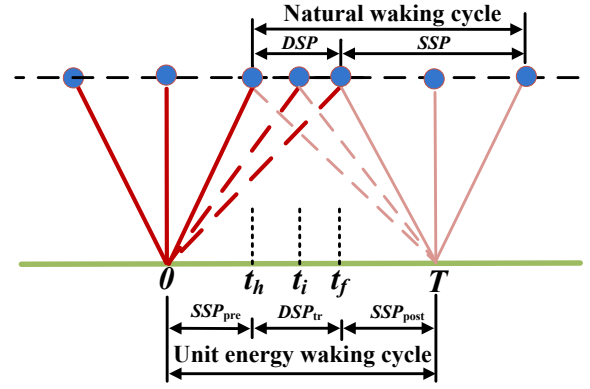 Natural waking cycle
DSP SSP
0 t_h t_i t_f T
SSP_pre DSP_tr SSP_post
Unit energy waking cycle